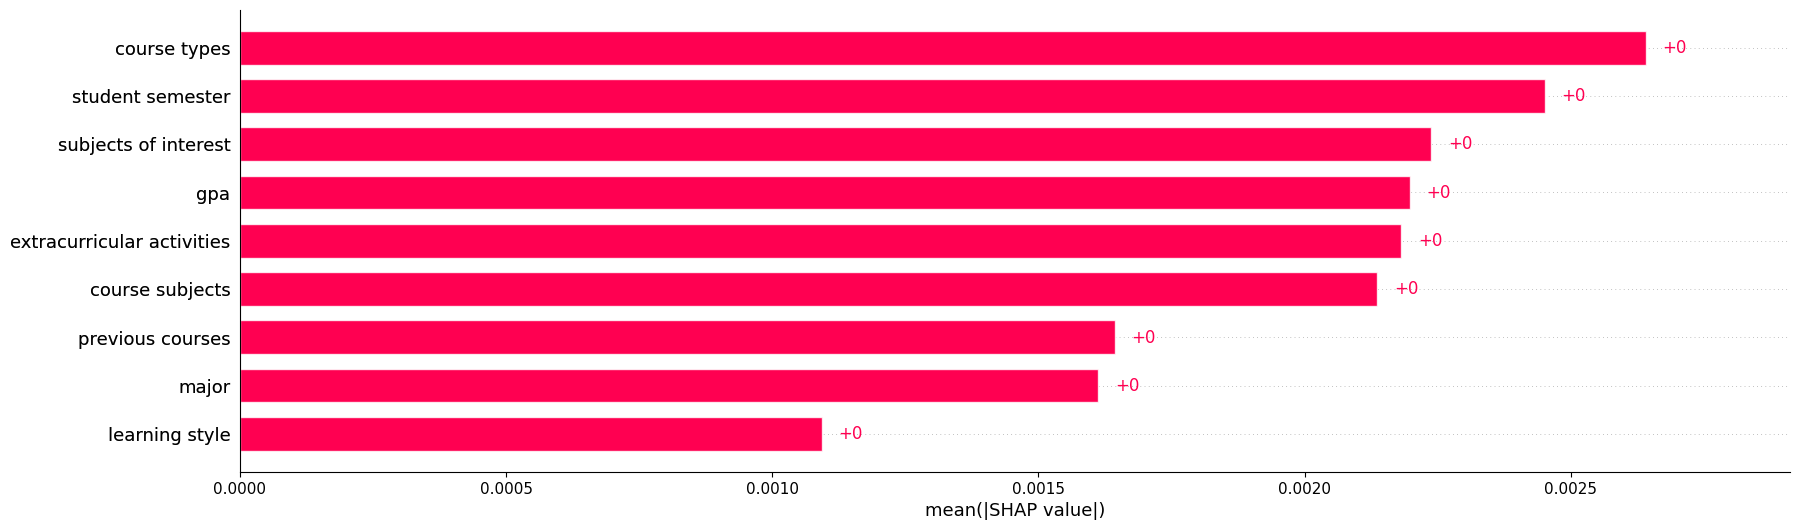 course types +0
student semester +0
subjects of interest +0
gpa +0
extracurricular activities +0
course subjects +0
previous courses +0
major +0
learning style +0
0.0000 0.0005 0.0010 0.0015 0.0020 0.0025
mean(|SHAP value|)